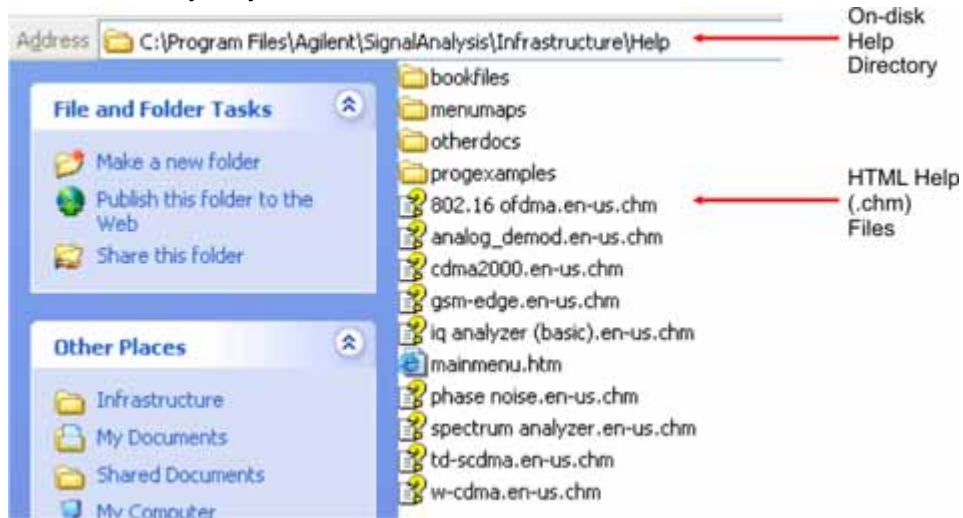 Address C:\Program Files\Agilent\SignalAnalysis\Infrastructure\Help
On-disk
Help
Directory
File and Folder Tasks
Make a new folder
Publish this folder to the
Web
Share this folder
Other Places
Infrastructure
My Documents
Shared Documents
My Computer
bookfiles
menumaps
otherdocs
progexamples
802.16 ofdma.en-us.chm
analog_demod.en-us.chm
cdma2000.en-us.chm
gsm-edge.en-us.chm
iq analyzer (basic).en-us.chm
mainmenu.htm
phase noise.en-us.chm
spectrum analyzer.en-us.chm
td-scdma.en-us.chm
w-cdma.en-us.chm
HTML Help
(.chm)
Files